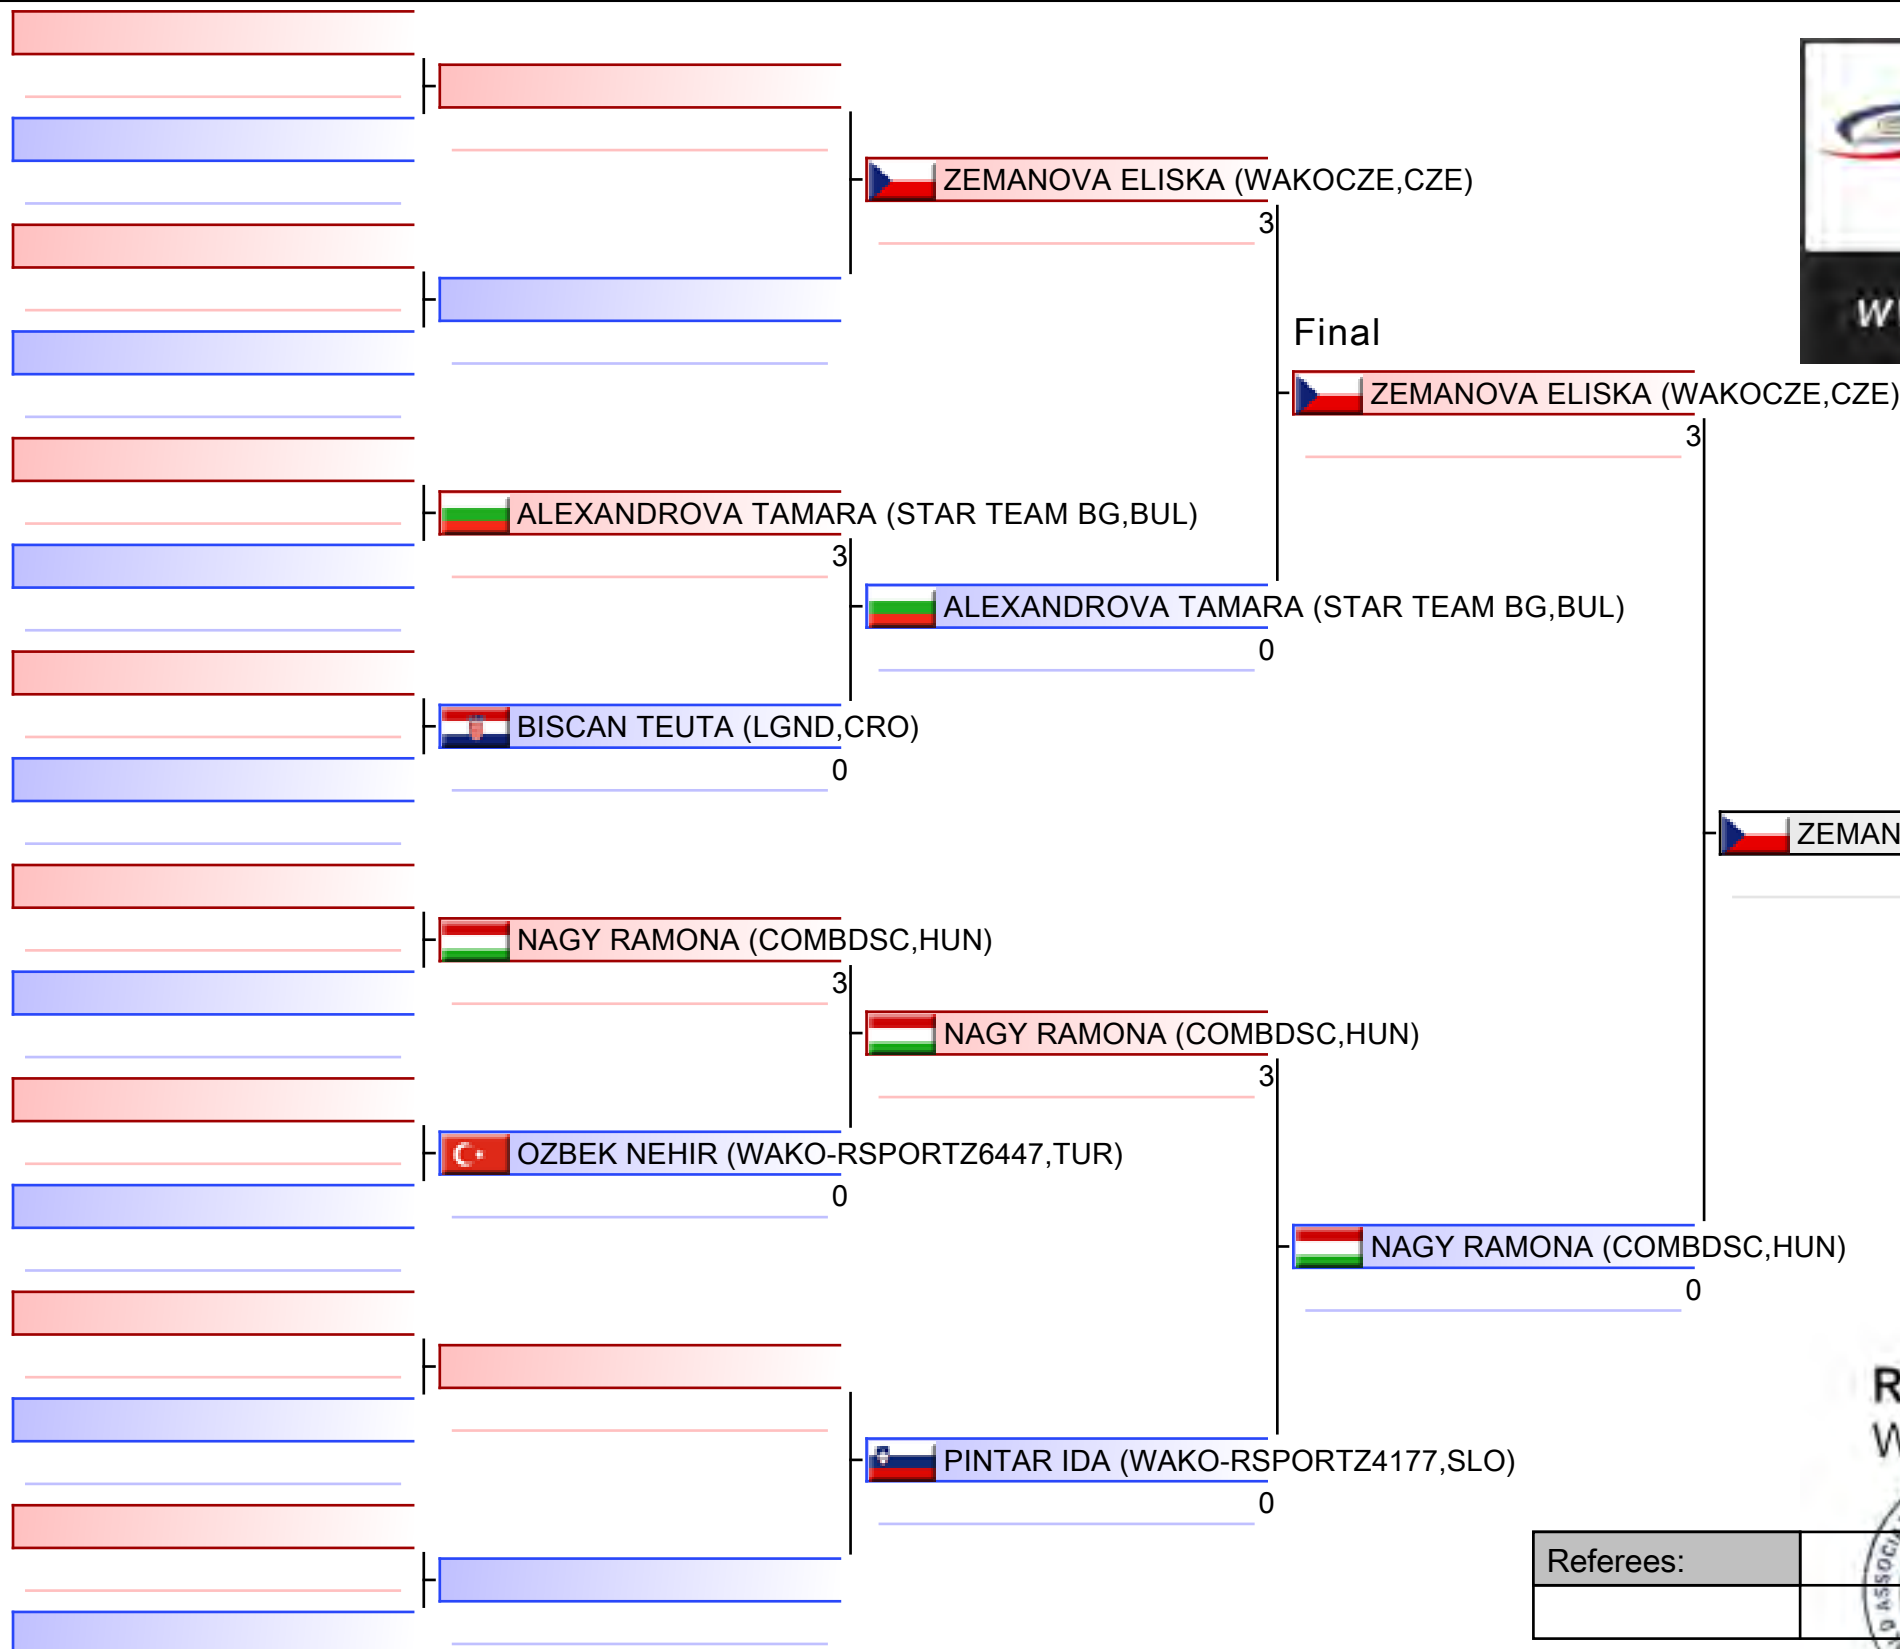 ZEMANOVA ELISKA (WAKOCZE,CZE)
3
Final
ZEMANOVA ELISKA (WAKOCZE,CZE)
3
ALEXANDROVA TAMARA (STAR TEAM BG,BUL)
3
ALEXANDROVA TAMARA (STAR TEAM BG,BUL)
0
BISCAN TEUTA (LGND,CRO)
0
ZEMAN
NAGY RAMONA (COMBDSC,HUN)
3
NAGY RAMONA (COMBDSC,HUN)
3
OZBEK NEHIR (WAKO-RSPORTZ6447,TUR)
0
NAGY RAMONA (COMBDSC,HUN)
0
PINTAR IDA (WAKO-RSPORTZ4177,SLO)
0
R
W
Referees: